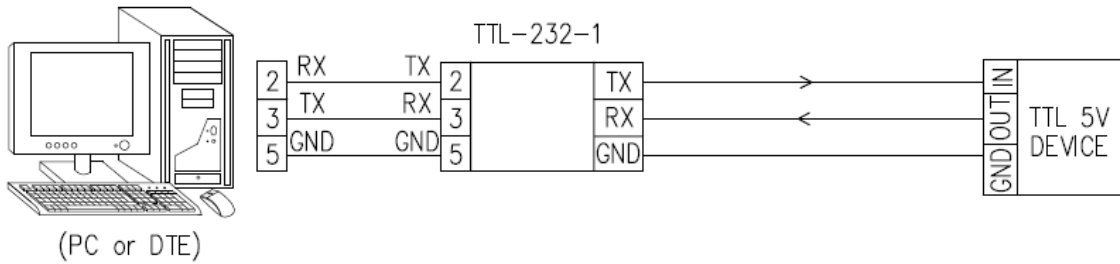 TTL-232-1
2 RX TX 2 TX IN
3 TX RX 3 RX OUT
5 GND GND 5 GND GND
TTL 5V
DEVICE
(PC or DTE)